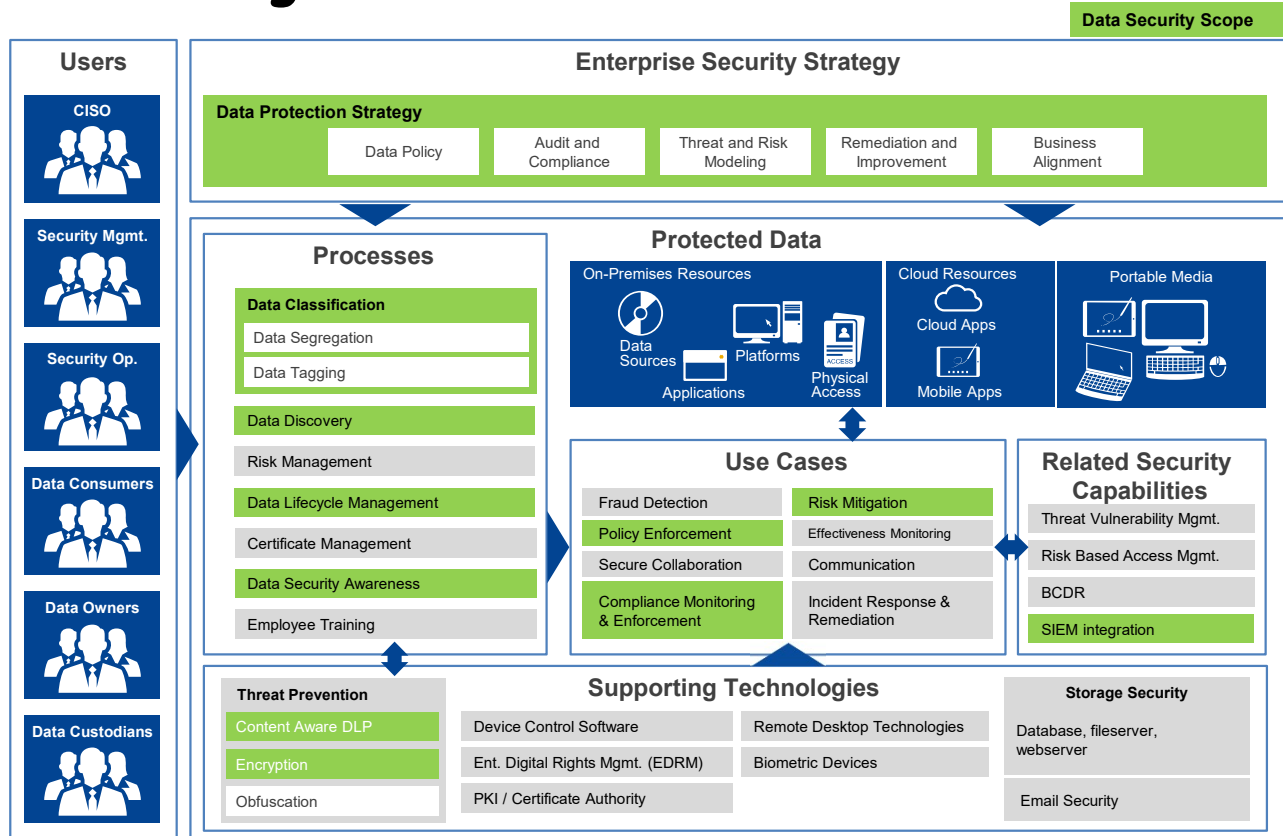 Data Security Scope
Users
CISO
Security Mgmt.
Security Op.
Data Consumers
Data Owners
Data Custodians
Enterprise Security Strategy
Data Protection Strategy
Data Policy
Audit and
Compliance
Threat and Risk
Modeling
Remediation and
Improvement
Business
Alignment
Processes
Data Classification
Data Segregation
Data Tagging
Data Discovery
Risk Management
Data Lifecycle Management
Certificate Management
Data Security Awareness
Employee Training
Protected Data
On-Premises Resources
Data
Sources
Applications
Platforms
ACCESS
Physical
Access
Cloud Resources
Cloud Apps
Mobile Apps
Portable Media
Use Cases
Fraud Detection
Policy Enforcement
Secure Collaboration
Compliance Monitoring
& Enforcement
Risk Mitigation
Effectiveness Monitoring
Communication
Incident Response &
Remediation
Related Security
Capabilities
Threat Vulnerability Mgmt.
Risk Based Access Mgmt.
BCDR
SIEM integration
Threat Prevention
Content Aware DLP
Encryption
Obfuscation
Supporting Technologies
Device Control Software
Ent. Digital Rights Mgmt. (EDRM)
PKI / Certificate Authority
Remote Desktop Technologies
Biometric Devices
Storage Security
Database, fileserver,
webserver
Email Security